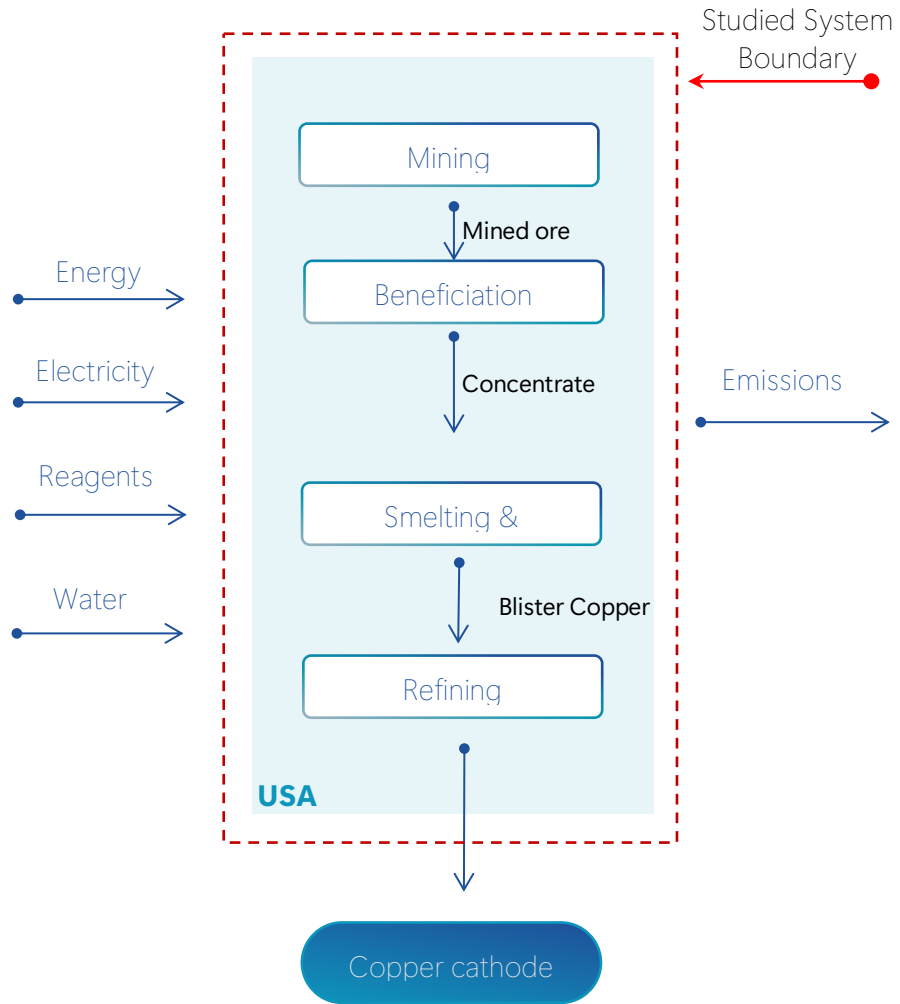 Studied System
Boundary
Mining
Mined ore
Energy
Beneficiation
Electricity
Concentrate
Emissions
Reagents
Smelting &
Water
Blister Copper
Refining
USA
Copper cathode